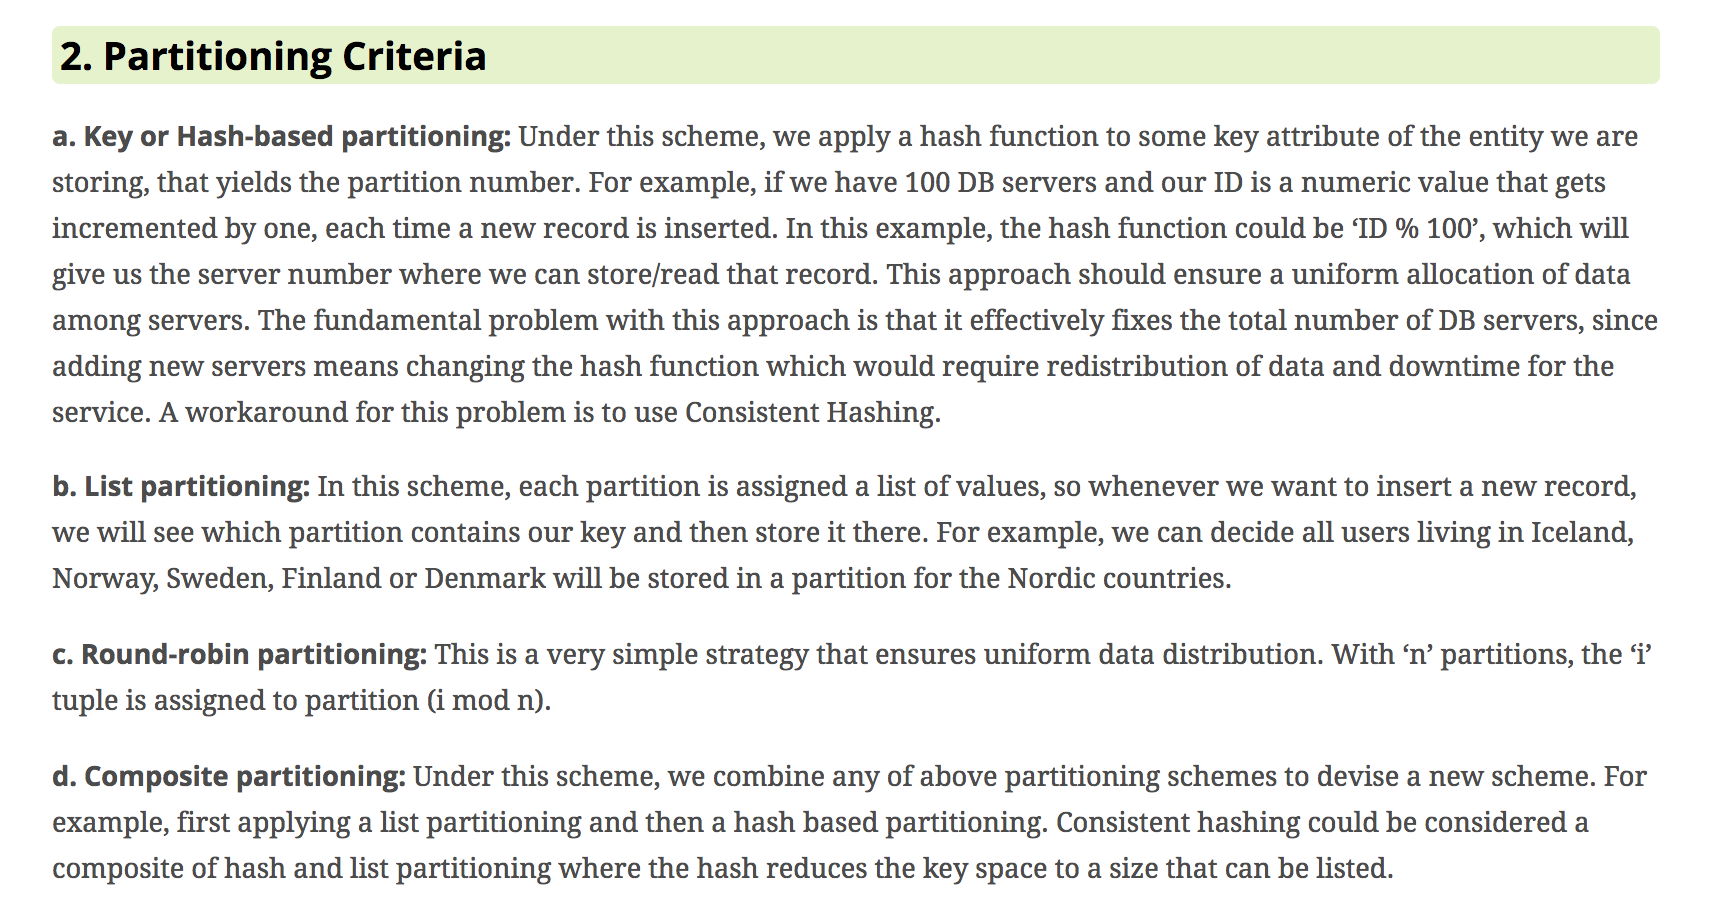 2. Partitioning Criteria
a. Key or Hash-based partitioning: Under this scheme, we apply a hash function to some key attribute of the entity we are
storing, that yields the partition number. For example, if we have 100 DB servers and our ID is a numeric value that gets
incremented by one, each time a new record is inserted. In this example, the hash function could be ‘ID % 100’, which will
give us the server number where we can store/read that record. This approach should ensure a uniform allocation of data
among servers. The fundamental problem with this approach is that it effectively fixes the total number of DB servers, since
adding new servers means changing the hash function which would require redistribution of data and downtime for the
service. A workaround for this problem is to use Consistent Hashing.
b. List partitioning: In this scheme, each partition is assigned a list of values, so whenever we want to insert a new record,
we will see which partition contains our key and then store it there. For example, we can decide all users living in Iceland,
Norway, Sweden, Finland or Denmark will be stored in a partition for the Nordic countries.
c. Round-robin partitioning: This is a very simple strategy that ensures uniform data distribution. With ‘n’ partitions, the ‘i’
tuple is assigned to partition (i mod n).
d. Composite partitioning: Under this scheme, we combine any of above partitioning schemes to devise a new scheme. For
example, first applying a list partitioning and then a hash based partitioning. Consistent hashing could be considered a
composite of hash and list partitioning where the hash reduces the key space to a size that can be listed.